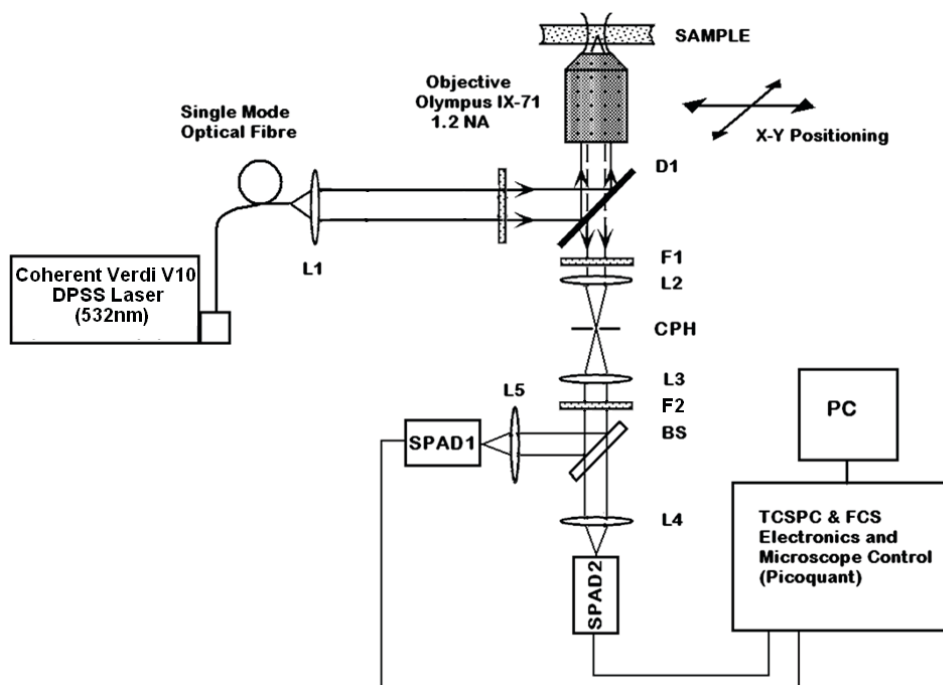 SAMPLE
Objective
Olympus IX-71
1.2 NA
X-Y Positioning
Single Mode
Optical Fibre
D1
L1
F1
L2
Coherent Verdi V10
DPSS Laser
(532nm)
CPH
L3
L5
F2
BS
PC
SPAD1
L4
TCSPC & FCS
Electronics and
Microscope Control
(Picoquant)
SPAD2